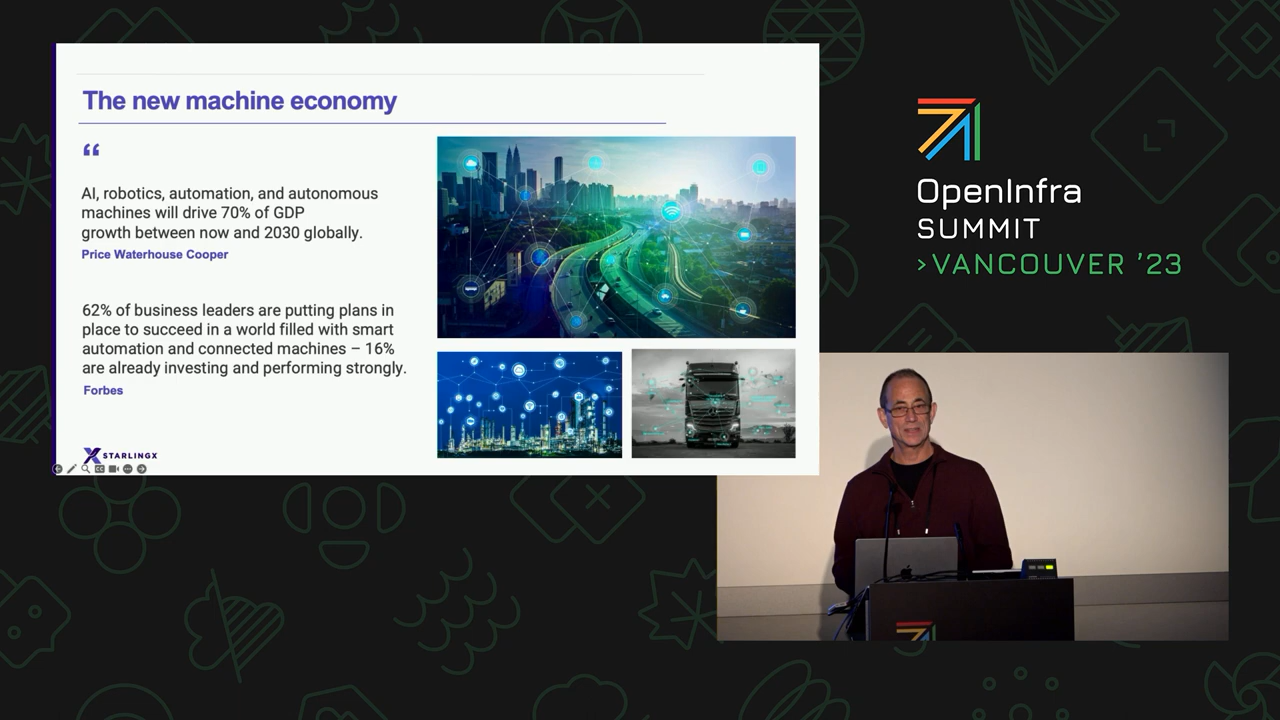 The new machine economy
“
AI, robotics, automation, and autonomous
machines will drive 70% of GDP
growth between now and 2030 globally.
Price Waterhouse Cooper
62% of business leaders are putting plans in
place to succeed in a world filled with smart
automation and connected machines – 16%
are already investing and performing strongly.
Forbes
STARLINGX
OpenInfra
SUMMIT
>VANCOUVER ’23